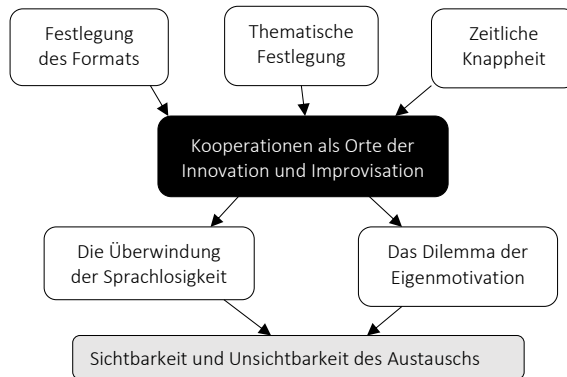 Festlegung
des Formats
Thematische
Festlegung
Zeitliche
Knappheit
Kooperationen als Orte der
Innovation und Improvisation
Die Überwindung
der Sprachlosigkeit
Das Dilemma der
Eigenmotivation
Sichtbarkeit und Unsichtbarkeit des Austauschs